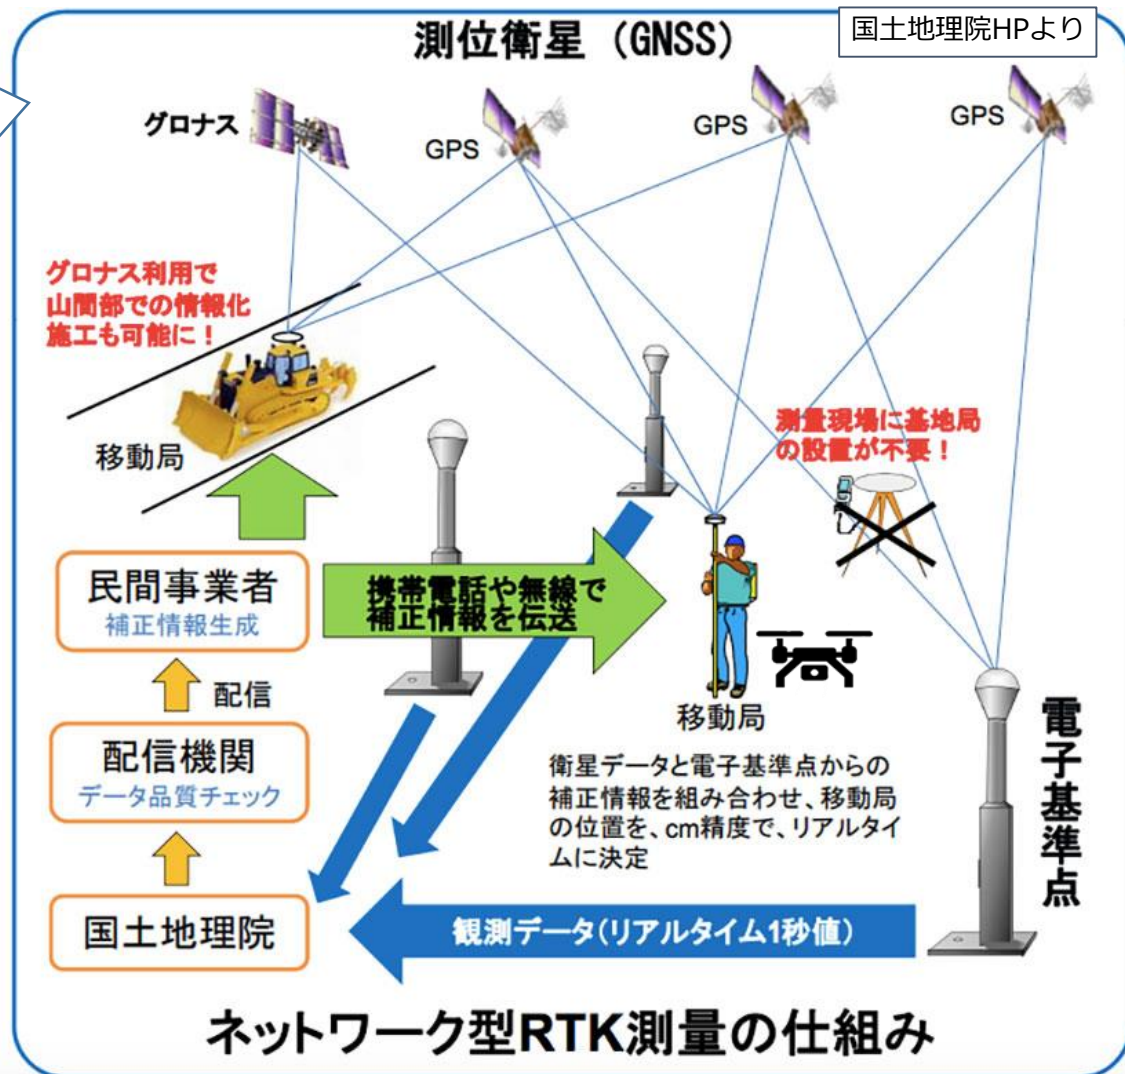 国土地理院HPより
測位衛星（GNSS）
グロナス
GPS
GPS
GPS
グロナス利用で
山間部での情報化
施工も可能に！
移動局
測量現場に基地局
の設置が不要！
民間事業者
補正情報生成
携帯電話や無線で
補正情報を伝送
配信
移動局
配信機関
データ品質チェック
衛星データと電子基準点からの
補正情報を組み合わせ、移動局
の位置を、cm精度で、リアルタイ
ムに決定
電子基準点
国土地理院
観測データ(リアルタイム1秒値)
ネットワーク型RTK測量の仕組み